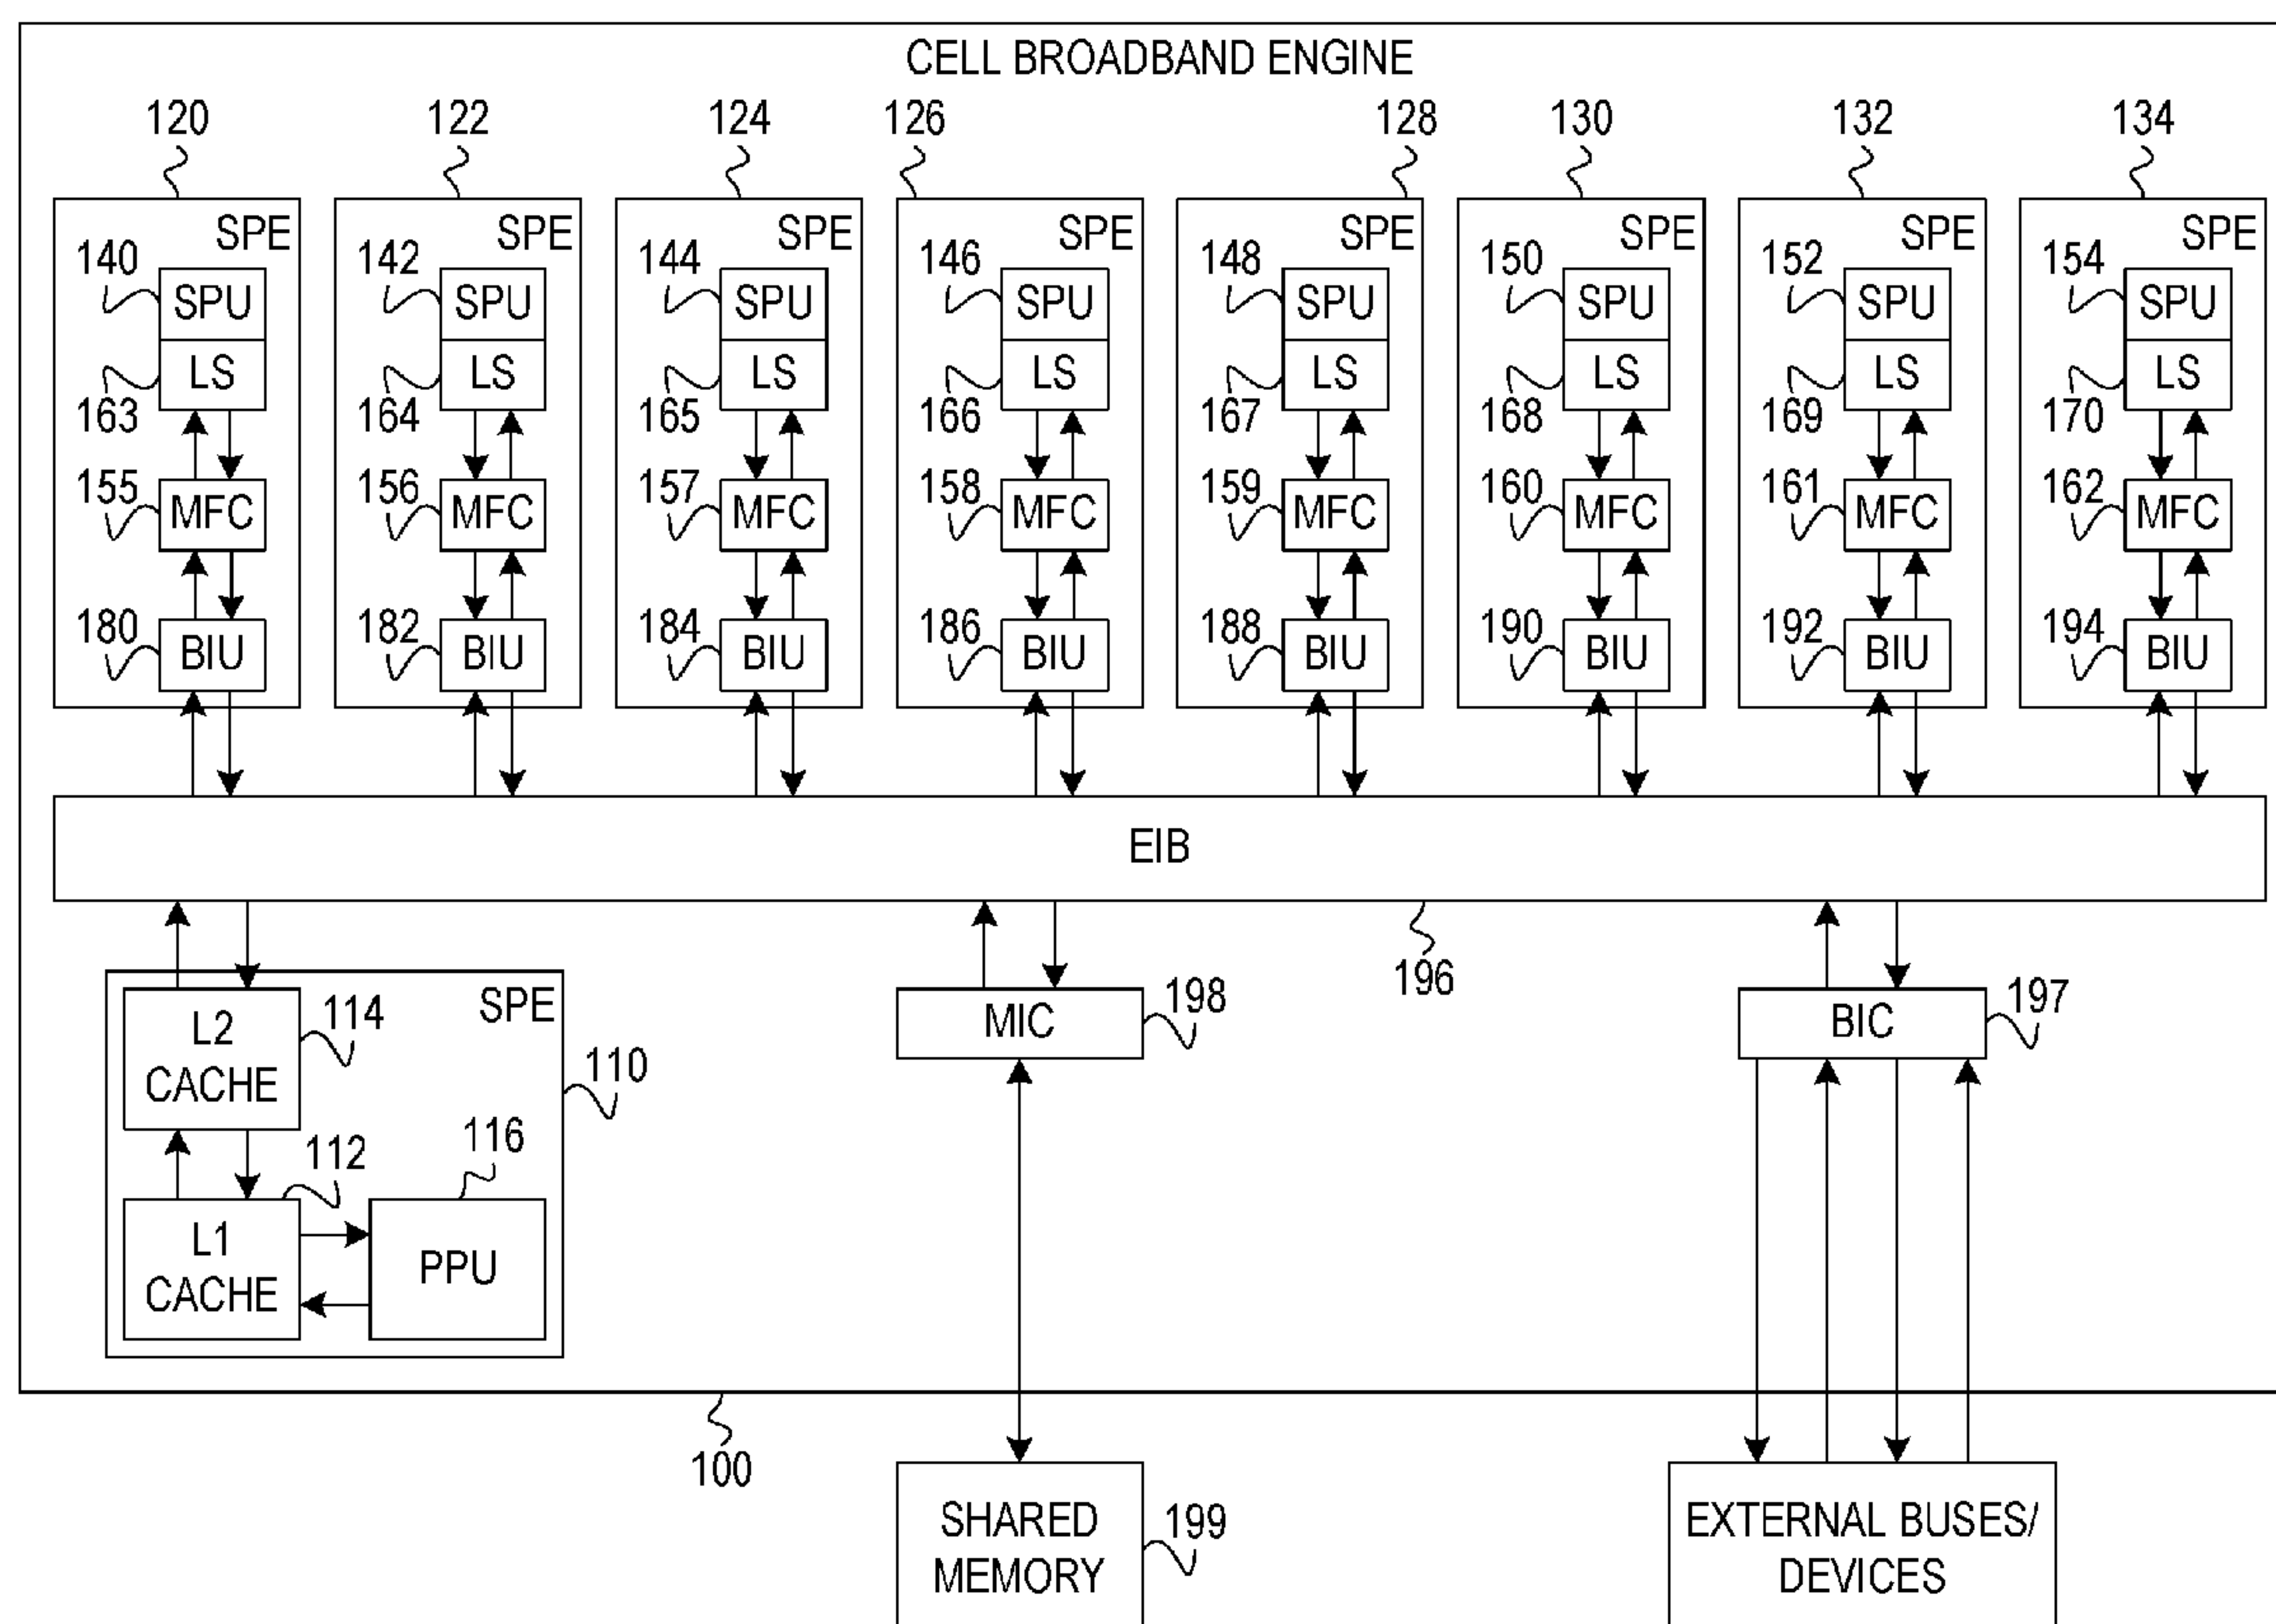 CELL BROADBAND ENGINE
120 122 124 126 128 130 132 134
SPE SPE SPE SPE SPE SPE SPE SPE
140 142 144 146 148 150 152 154
SPU SPU SPU SPU SPU SPU SPU SPU
LS LS LS LS LS LS LS LS
163 164 165 166 167 168 169 170
155 156 157 158 159 160 161 162
MFC MFC MFC MFC MFC MFC MFC MFC
180 182 184 186 188 190 192 194
BIU BIU BIU BIU BIU BIU BIU BIU
EIB
196
SPE
L2
CACHE
114
110
112
116
L1
CACHE
PPU
MIC
198
BIC
197
100
SHARED
MEMORY
199
EXTERNAL BUSES/
DEVICES